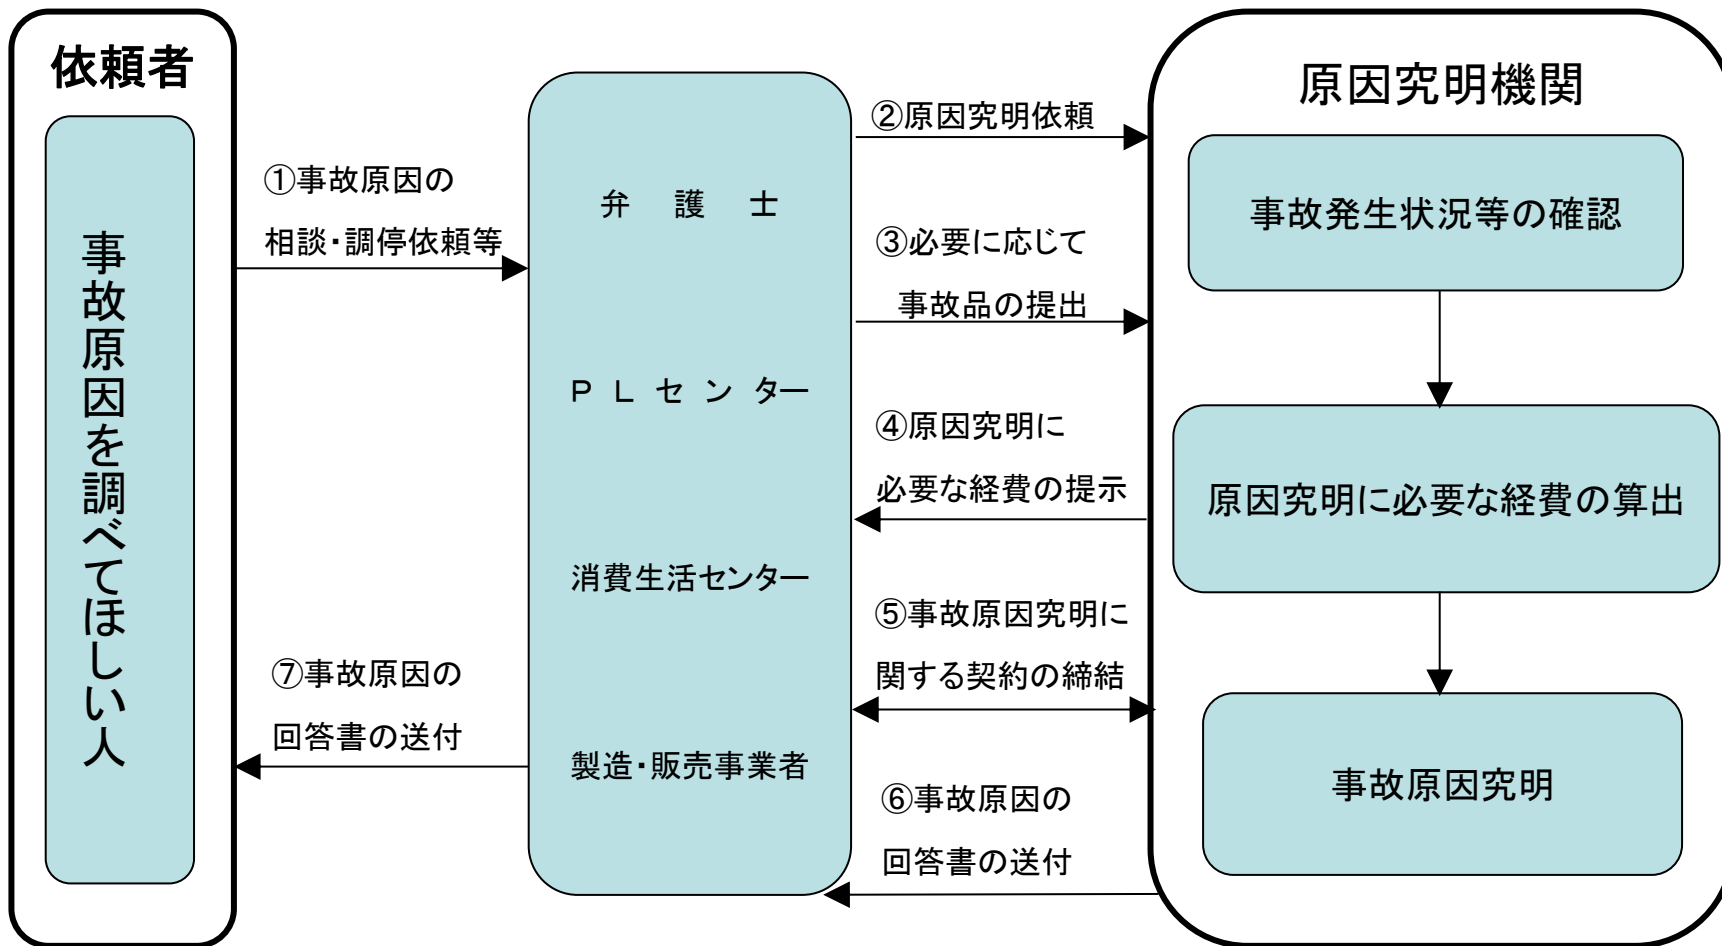 依頼者
事故原因を調べてほしい人
①事故原因の
相談・調停依頼等
⑦事故原因の
回答書の送付
弁　護　士
ＰＬセンター
消費生活センター
製造・販売事業者
②原因究明依頼
③必要に応じて
事故品の提出
④原因究明に
必要な経費の提示
⑤事故原因究明に
関する契約の締結
⑥事故原因の
回答書の送付
原因究明機関
事故発生状況等の確認
原因究明に必要な経費の算出
事故原因究明